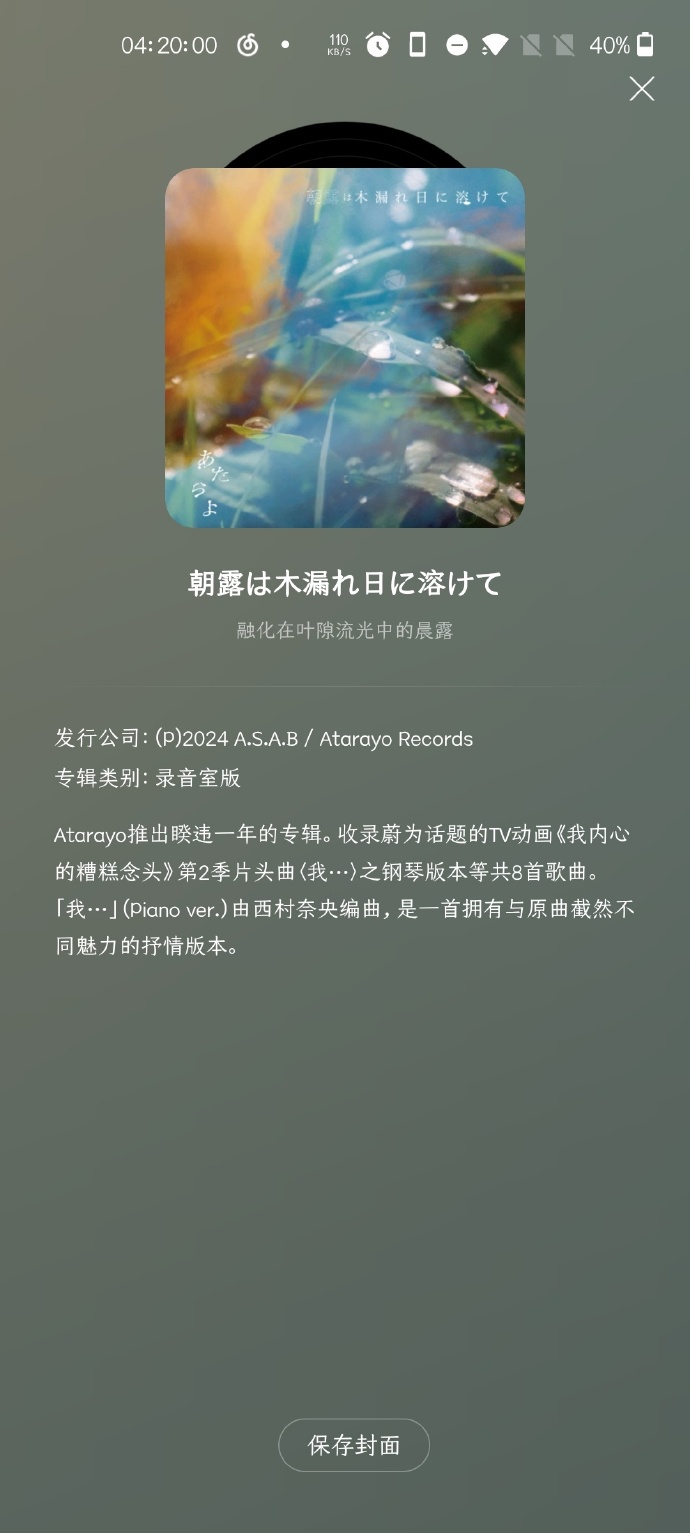 04:20:00
110
KB/S
40%
朝露は木漏れ日に溶けて
あたらよ
朝露は木漏れ日に溶けて
融化在叶隙流光中的晨露
发行公司: (P)2024 A.S.A.B / Atarayo Records
专辑类别: 录音室版
Atarayo推出睽违一年的专辑。收录蔚为话题的TV动画《我内心
的糟糕念头》第2季片头曲〈我…〉之钢琴版本等共8首歌曲。
「我…」(Piano ver.)由西村奈央编曲, 是一首拥有与原曲截然不
同魅力的抒情版本。
保存封面